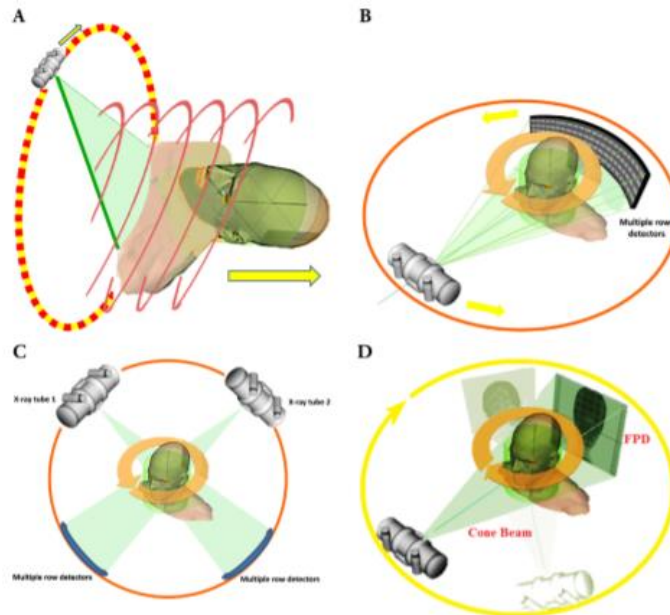 A
B
Multiple row
detectors
C
X-ray tube 1
X-ray tube 2
Multiple row detectors
Multiple row detectors
D
FPD
Cone Beam